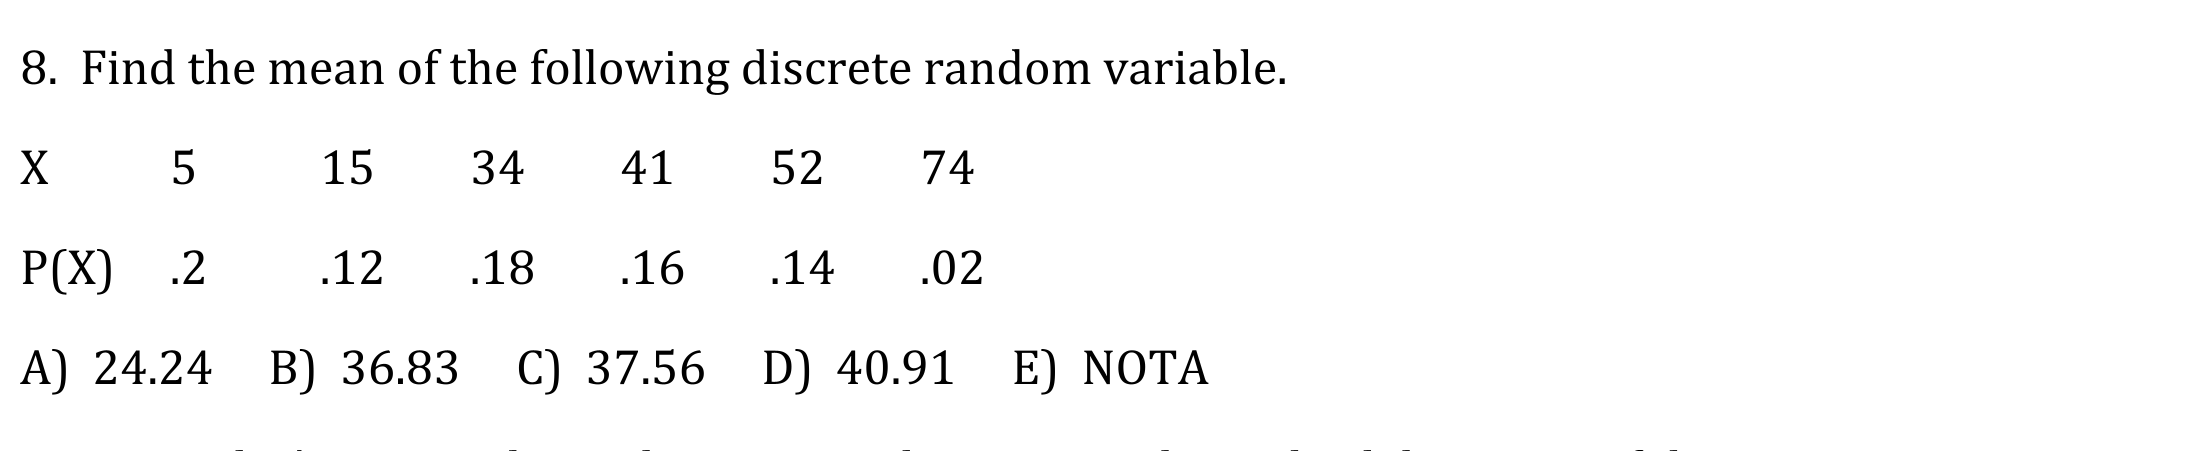 8. Find the mean of the following discrete random variable.
X 5 15 34 41 52 74
P(X) .2 .12 .18 .16 .14 .02
A) 24.24 B) 36.83 C) 37.56 D) 40.91 E) NOTA